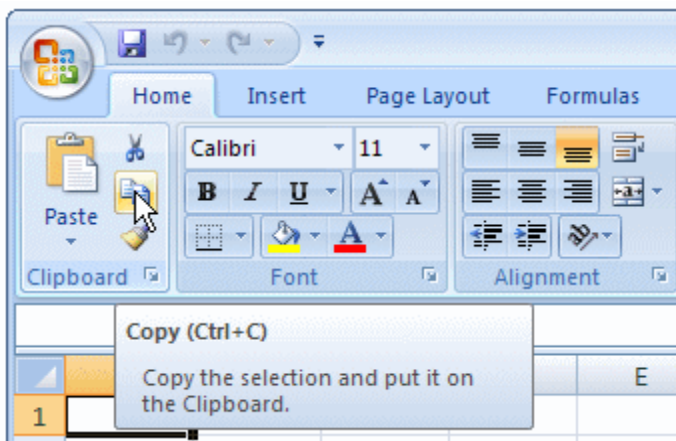 Home Insert Page Layout Formulas
Calibri 11
B I U A A
Paste
A
Clipboard Font Alignment
Copy (Ctrl+C)
Copy the selection and put it on
the Clipboard.
E
1